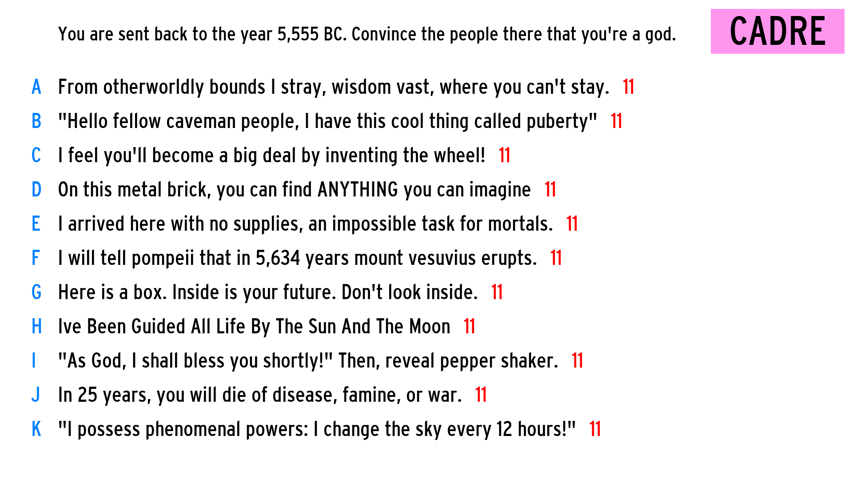 You are sent back to the year 5,555 BC. Convince the people there that you're a god.
CADRE
A From otherworldly bounds I stray, wisdom vast, where you can't stay. 11
B "Hello fellow caveman people, I have this cool thing called puberty" 11
C I feel you'll become a big deal by inventing the wheel! 11
D On this metal brick, you can find ANYTHING you can imagine 11
E I arrived here with no supplies, an impossible task for mortals. 11
F I will tell pompeii that in 5,634 years mount vesuvius erupts. 11
G Here is a box. Inside is your future. Don't look inside. 11
H Ive Been Guided All Life By The Sun And The Moon 11
I "As God, I shall bless you shortly!" Then, reveal pepper shaker. 11
J In 25 years, you will die of disease, famine, or war. 11
K "I possess phenomenal powers: I change the sky every 12 hours!" 11